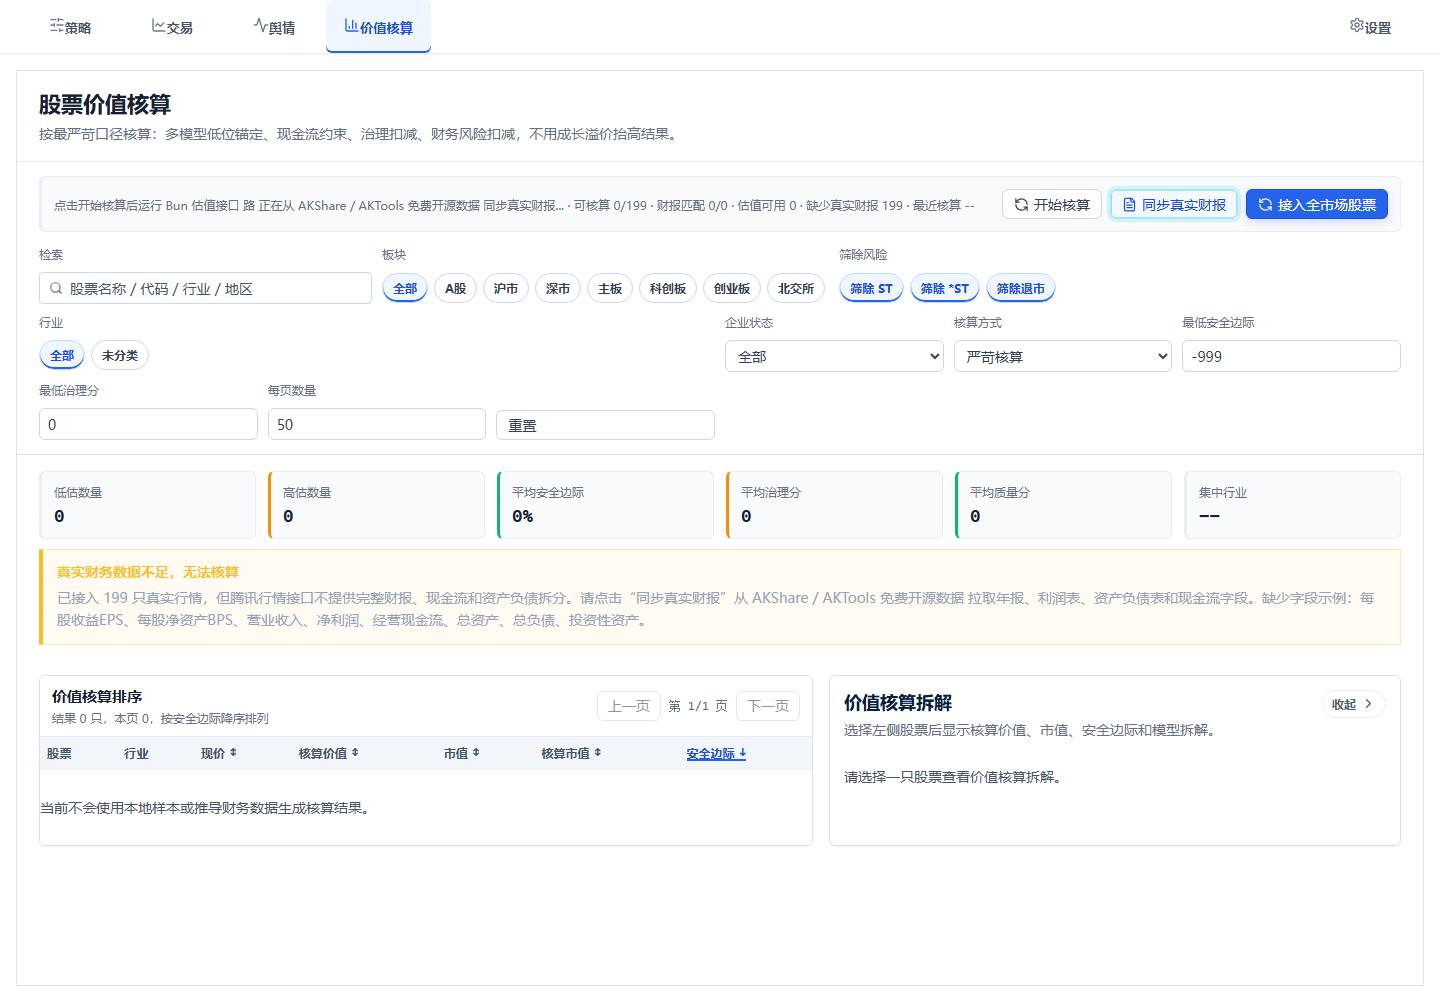 策略 交易 舆情 价值核算 设置
股票价值核算
按最严苛口径核算：多模型低位锚定、现金流约束、治理扣减、财务风险扣减，不用成长溢价抬高结果。
点击开始核算后运行 Bun 估值接口 路 正在从 AKShare / AKTools 免费开源数据 同步真实财报... · 可核算 0/199 · 财报匹配 0/0 · 估值可用 0 · 缺少真实财报 199 · 最近核算 --
开始核算 同步真实财报 接入全市场股票
检索 板块 筛除风险
股票名称 / 代码 / 行业 / 地区 全部 A股 沪市 深市 主板 科创板 创业板 北交所 筛除 ST 筛除 *ST 筛除退市
行业 企业状态 核算方式 最低安全边际
全部 未分类 全部 严苛核算 -999
最低治理分 每页数量
0 50 重置
低估数量 高估数量 平均安全边际 平均治理分 平均质量分 集中行业
0 0 0% 0 0 --
真实财务数据不足，无法核算
已接入 199 只真实行情，但腾讯行情接口不提供完整财报、现金流和资产负债拆分。请点击“同步真实财报”从 AKShare / AKTools 免费开源数据 拉取年报、利润表、资产负债表和现金流字段。缺少字段示例：每
股收益EPS、每股净资产BPS、营业收入、净利润、经营现金流、总资产、总负债、投资性资产。
价值核算排序
结果 0 只，本页 0，按安全边际降序排列
上一页 第 1/1 页 下一页
股票 行业 现价 ⇕ 核算价值 ⇕ 市值 ⇕ 核算市值 ⇕ 安全边际 ↓
当前不会使用本地样本或推导财务数据生成核算结果。
价值核算拆解 收起
选择左侧股票后显示核算价值、市值、安全边际和模型拆解。
请选择一只股票查看价值核算拆解。